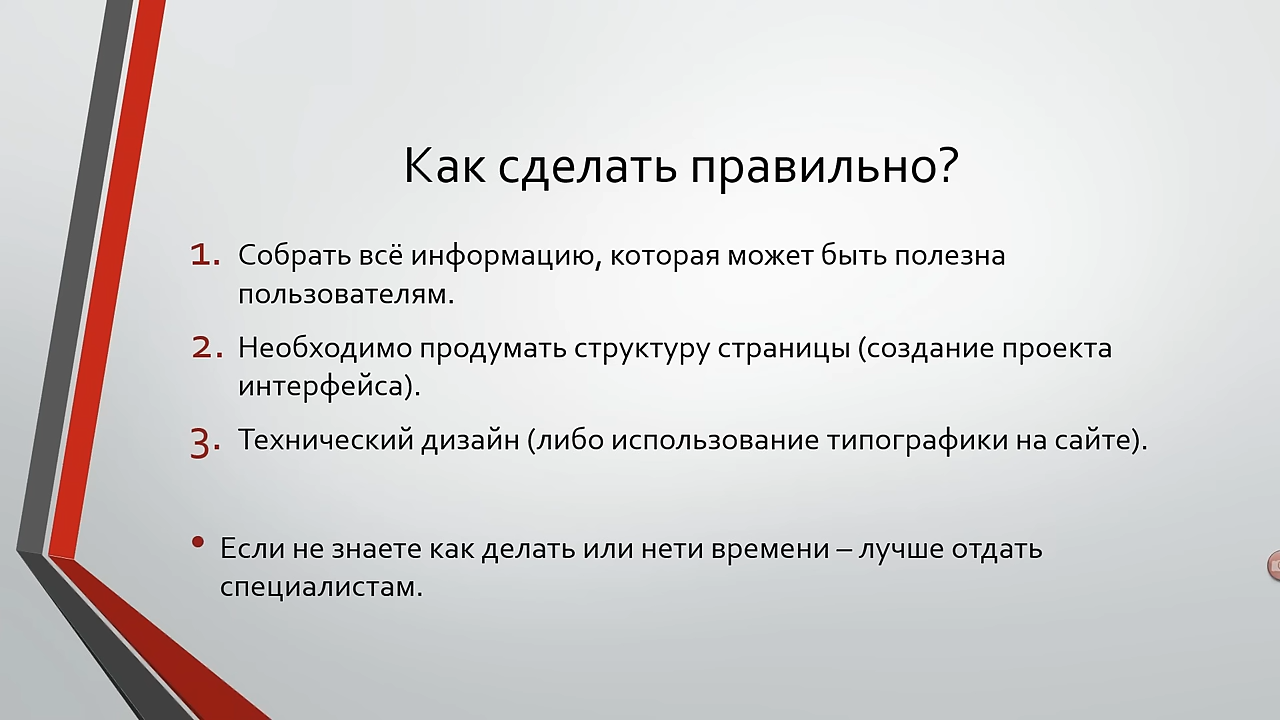 Как сделать правильно?
1. Собрать всё информацию, которая может быть полезна
пользователям.
2. Необходимо продумать структуру страницы (создание проекта
интерфейса).
3. Технический дизайн (либо использование типографики на сайте).
• Если не знаете как делать или нети времени – лучше отдать
специалистам.